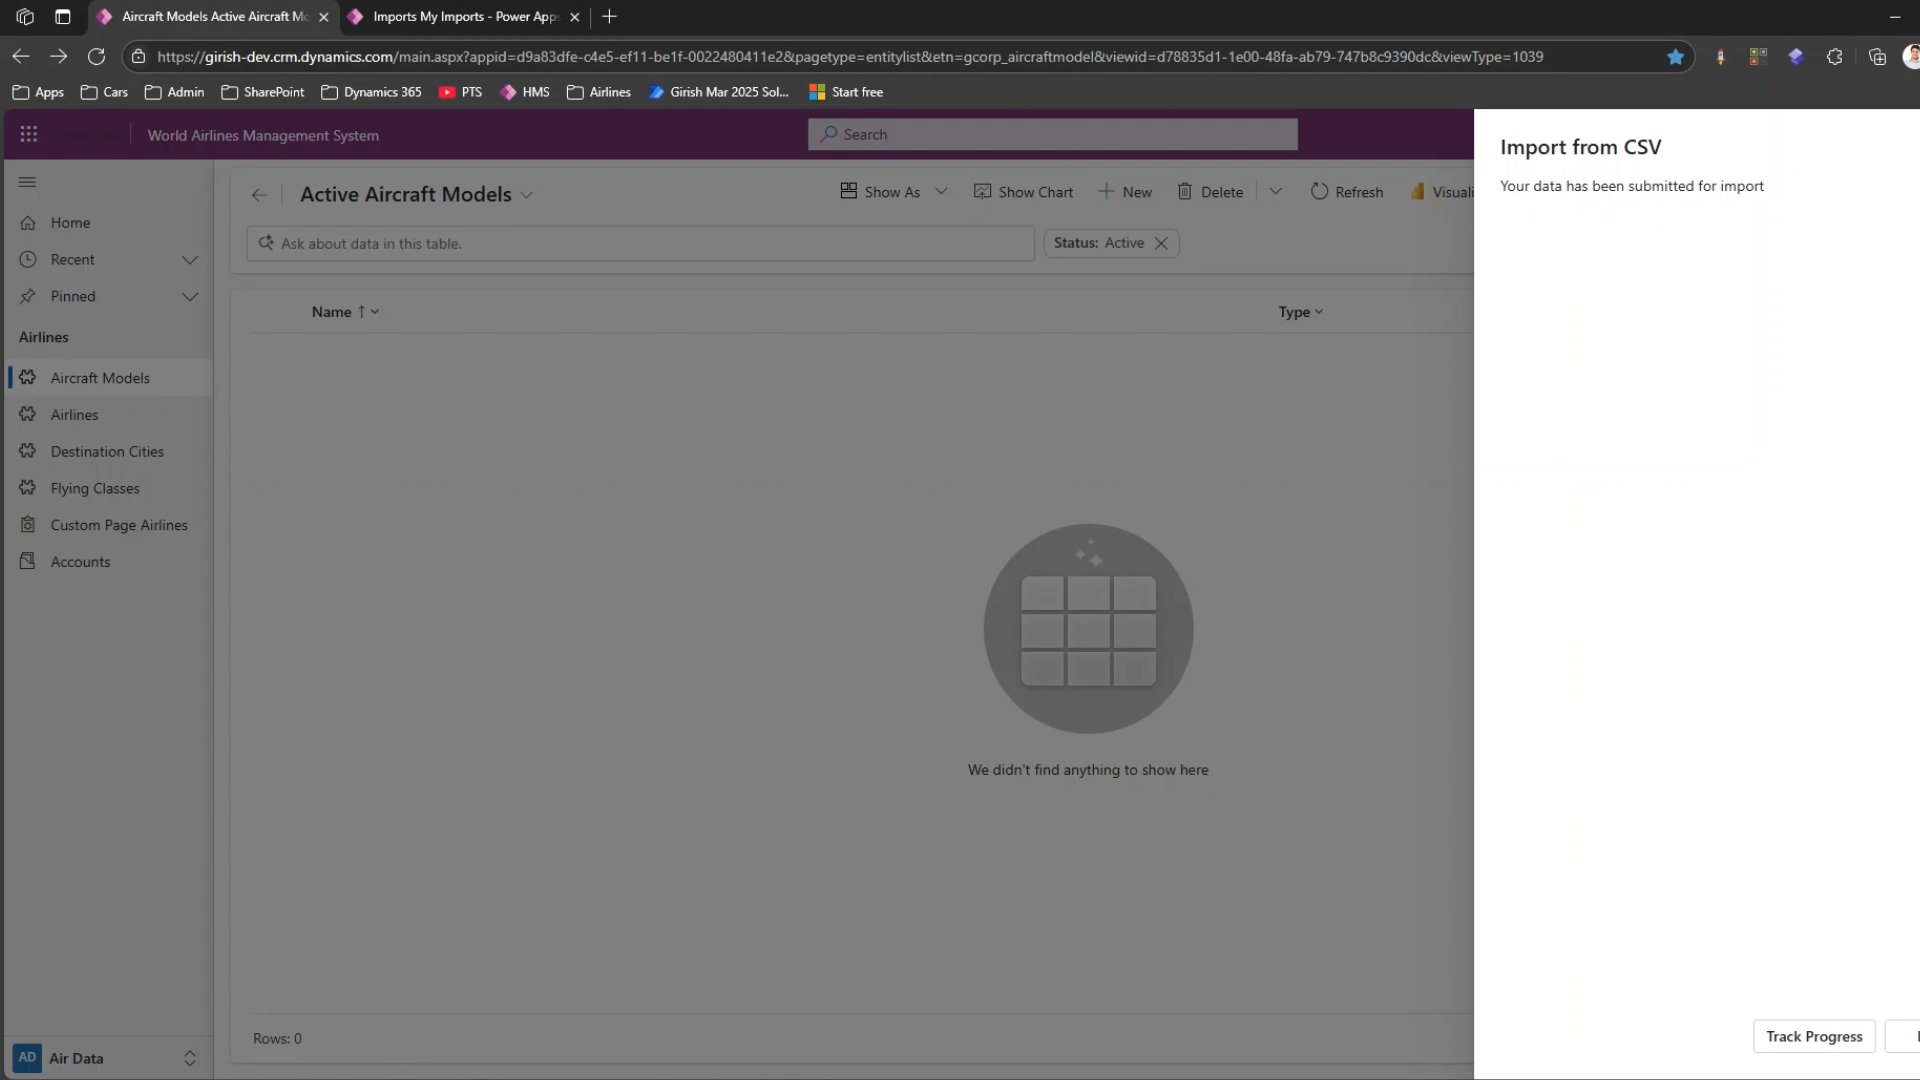 Aircraft Models Active Aircraft Mo
Imports My Imports - Power Apps
https://girish-dev.crm.dynamics.com/main.aspx?appid=d9a83dfe-c4e5-ef11-be1f-0022480411e2&pagetype=entitylist&etn=gcorp_aircraftmodel&viewid=d78835d1-1e00-48fa-ab79-747b8c9390dc&viewType=1039
Apps
Cars
Admin
SharePoint
Dynamics 365
PTS
HMS
Airlines
Girish Mar 2025 Sol...
Start free
World Airlines Management System
Search
Home
Recent
Pinned
Airlines
Aircraft Models
Airlines
Destination Cities
Flying Classes
Custom Page Airlines
Accounts
AD Air Data
Active Aircraft Models
Show As
Show Chart
New
Delete
Refresh
Visuali
Ask about data in this table.
Status: Active
Name
Type
We didn't find anything to show here
Rows: 0
Import from CSV
Your data has been submitted for import
Track Progress